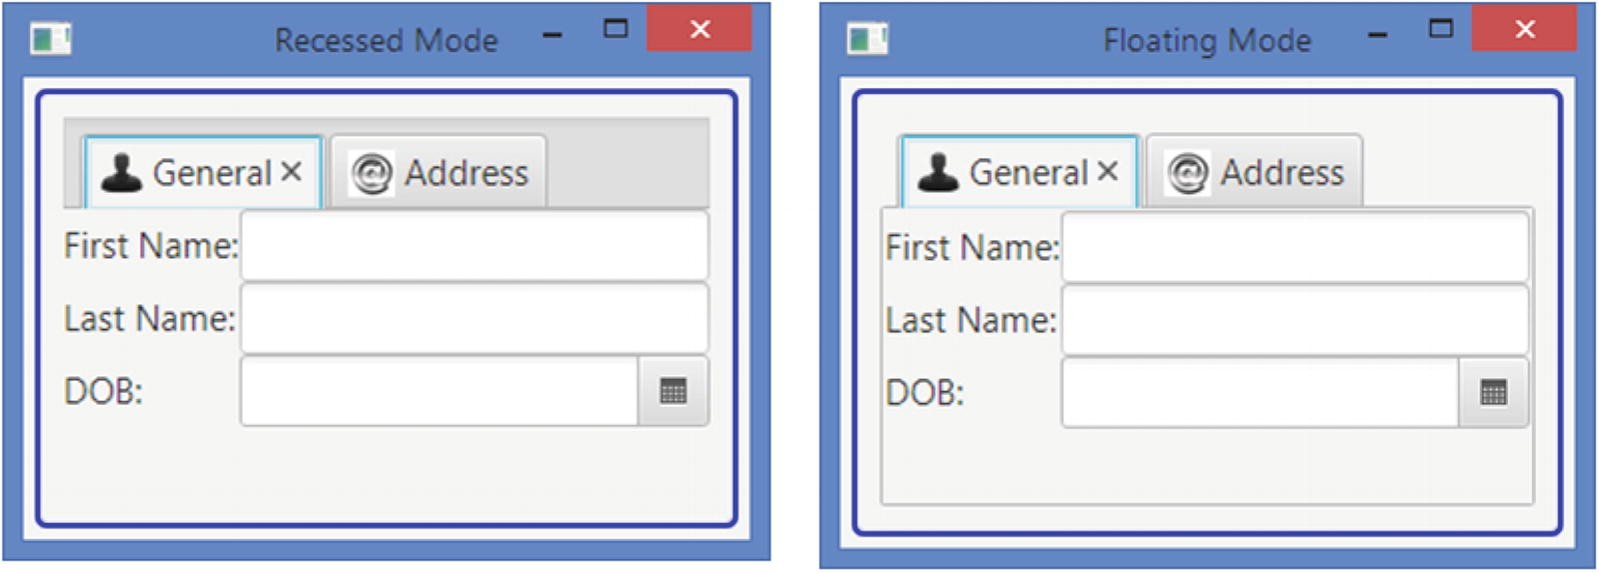 Recessed Mode
General Address
First Name:
Last Name:
DOB:
Floating Mode
General Address
First Name:
Last Name:
DOB: